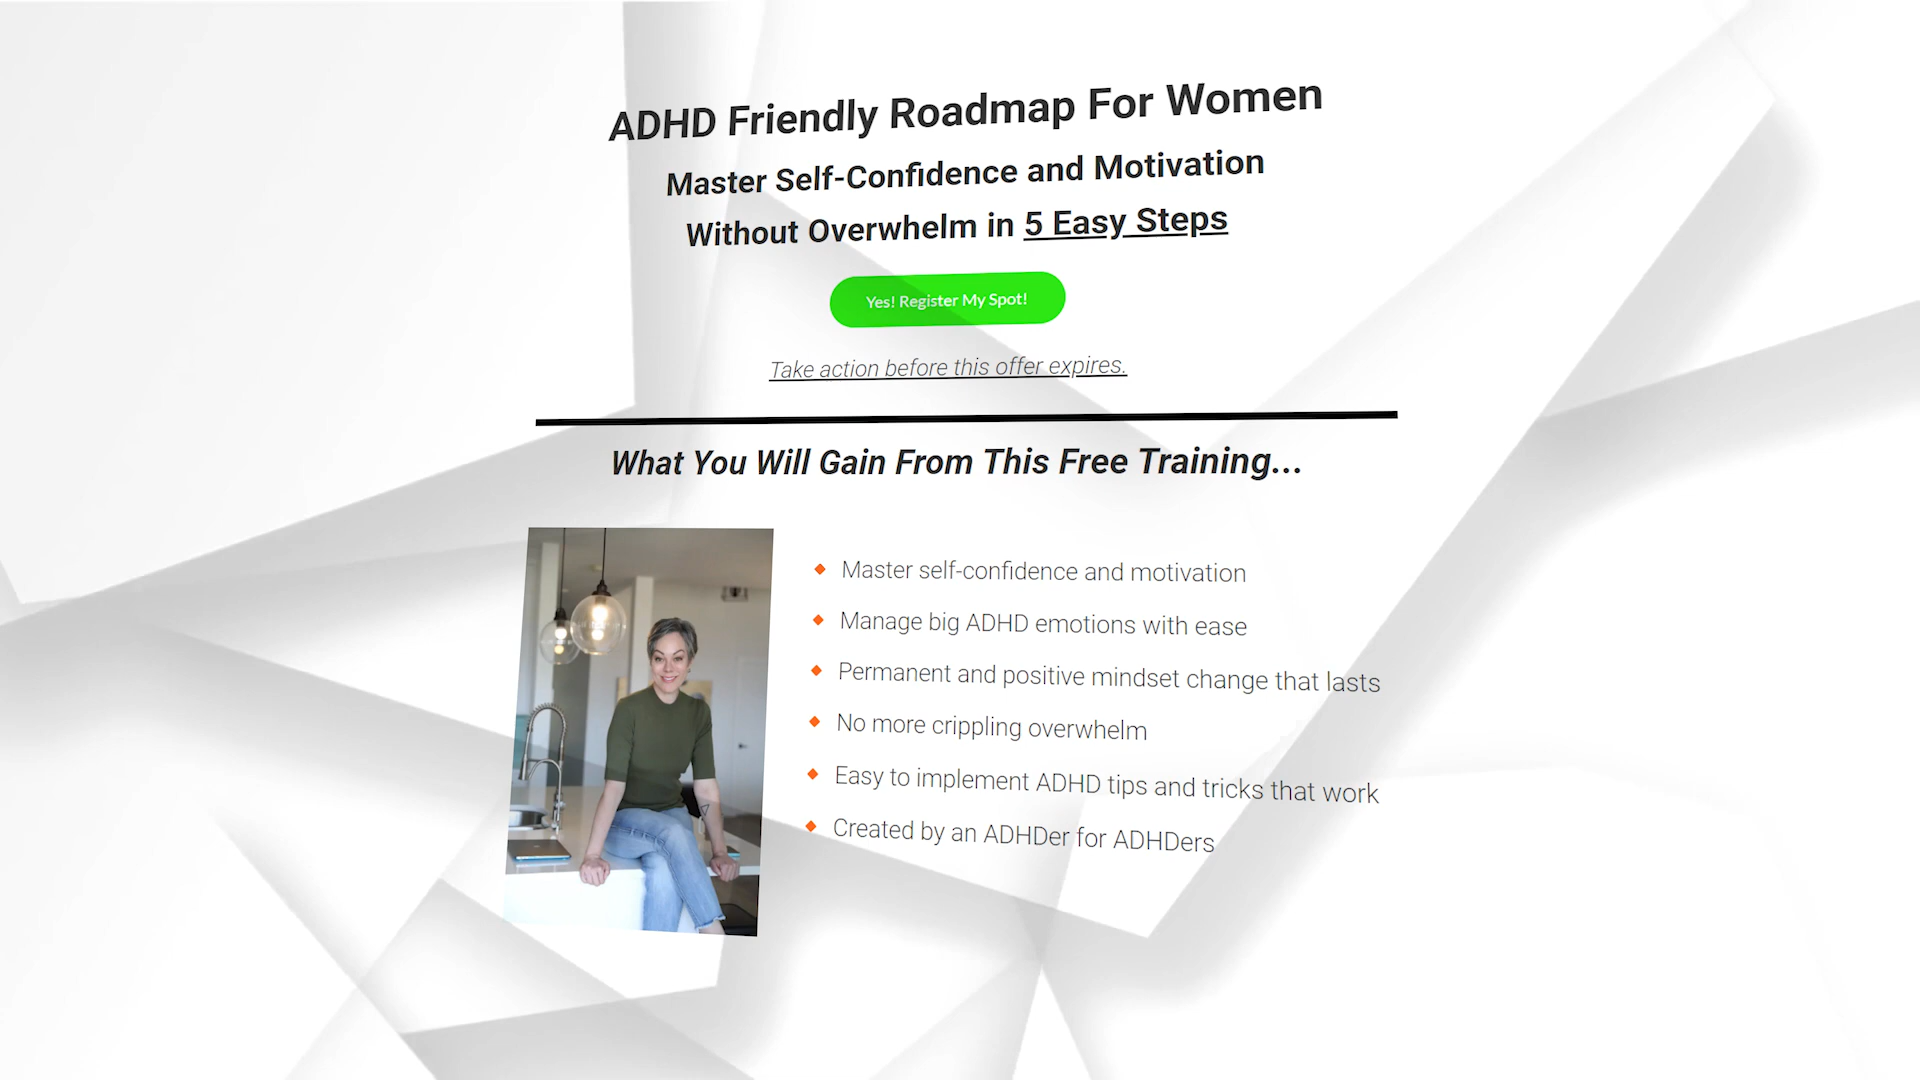 ADHD Friendly Roadmap For Women
Master Self-Confidence and Motivation
Without Overwhelm in 5 Easy Steps
Yes! Register My Spot!
Take action before this offer expires.
What You Will Gain From This Free Training...
Master self-confidence and motivation
Manage big ADHD emotions with ease
Permanent and positive mindset change that lasts
No more crippling overwhelm
Easy to implement ADHD tips and tricks that work
Created by an ADHDer for ADHDers